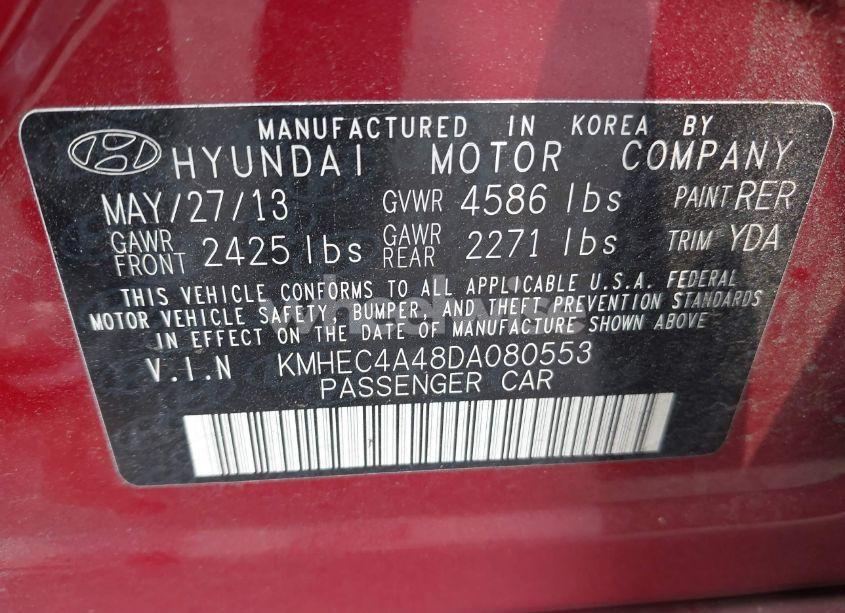 MANUFACTURED IN KOREA BY
HYUNDAI MOTOR COMPANY
MAY/27/13 GVWR 4586 lbs PAINT RER
GAWR FRONT 2425 lbs GAWR REAR 2271 lbs TRIM YDA
THIS VEHICLE CONFORMS TO ALL APPLICABLE U.S.A. FEDERAL
MOTOR VEHICLE SAFETY, BUMPER, AND THEFT PREVENTION STANDARDS
IN EFFECT ON THE DATE OF MANUFACTURE SHOWN ABOVE
V.I.N KMHEC4A48DA080553
PASSENGER CAR